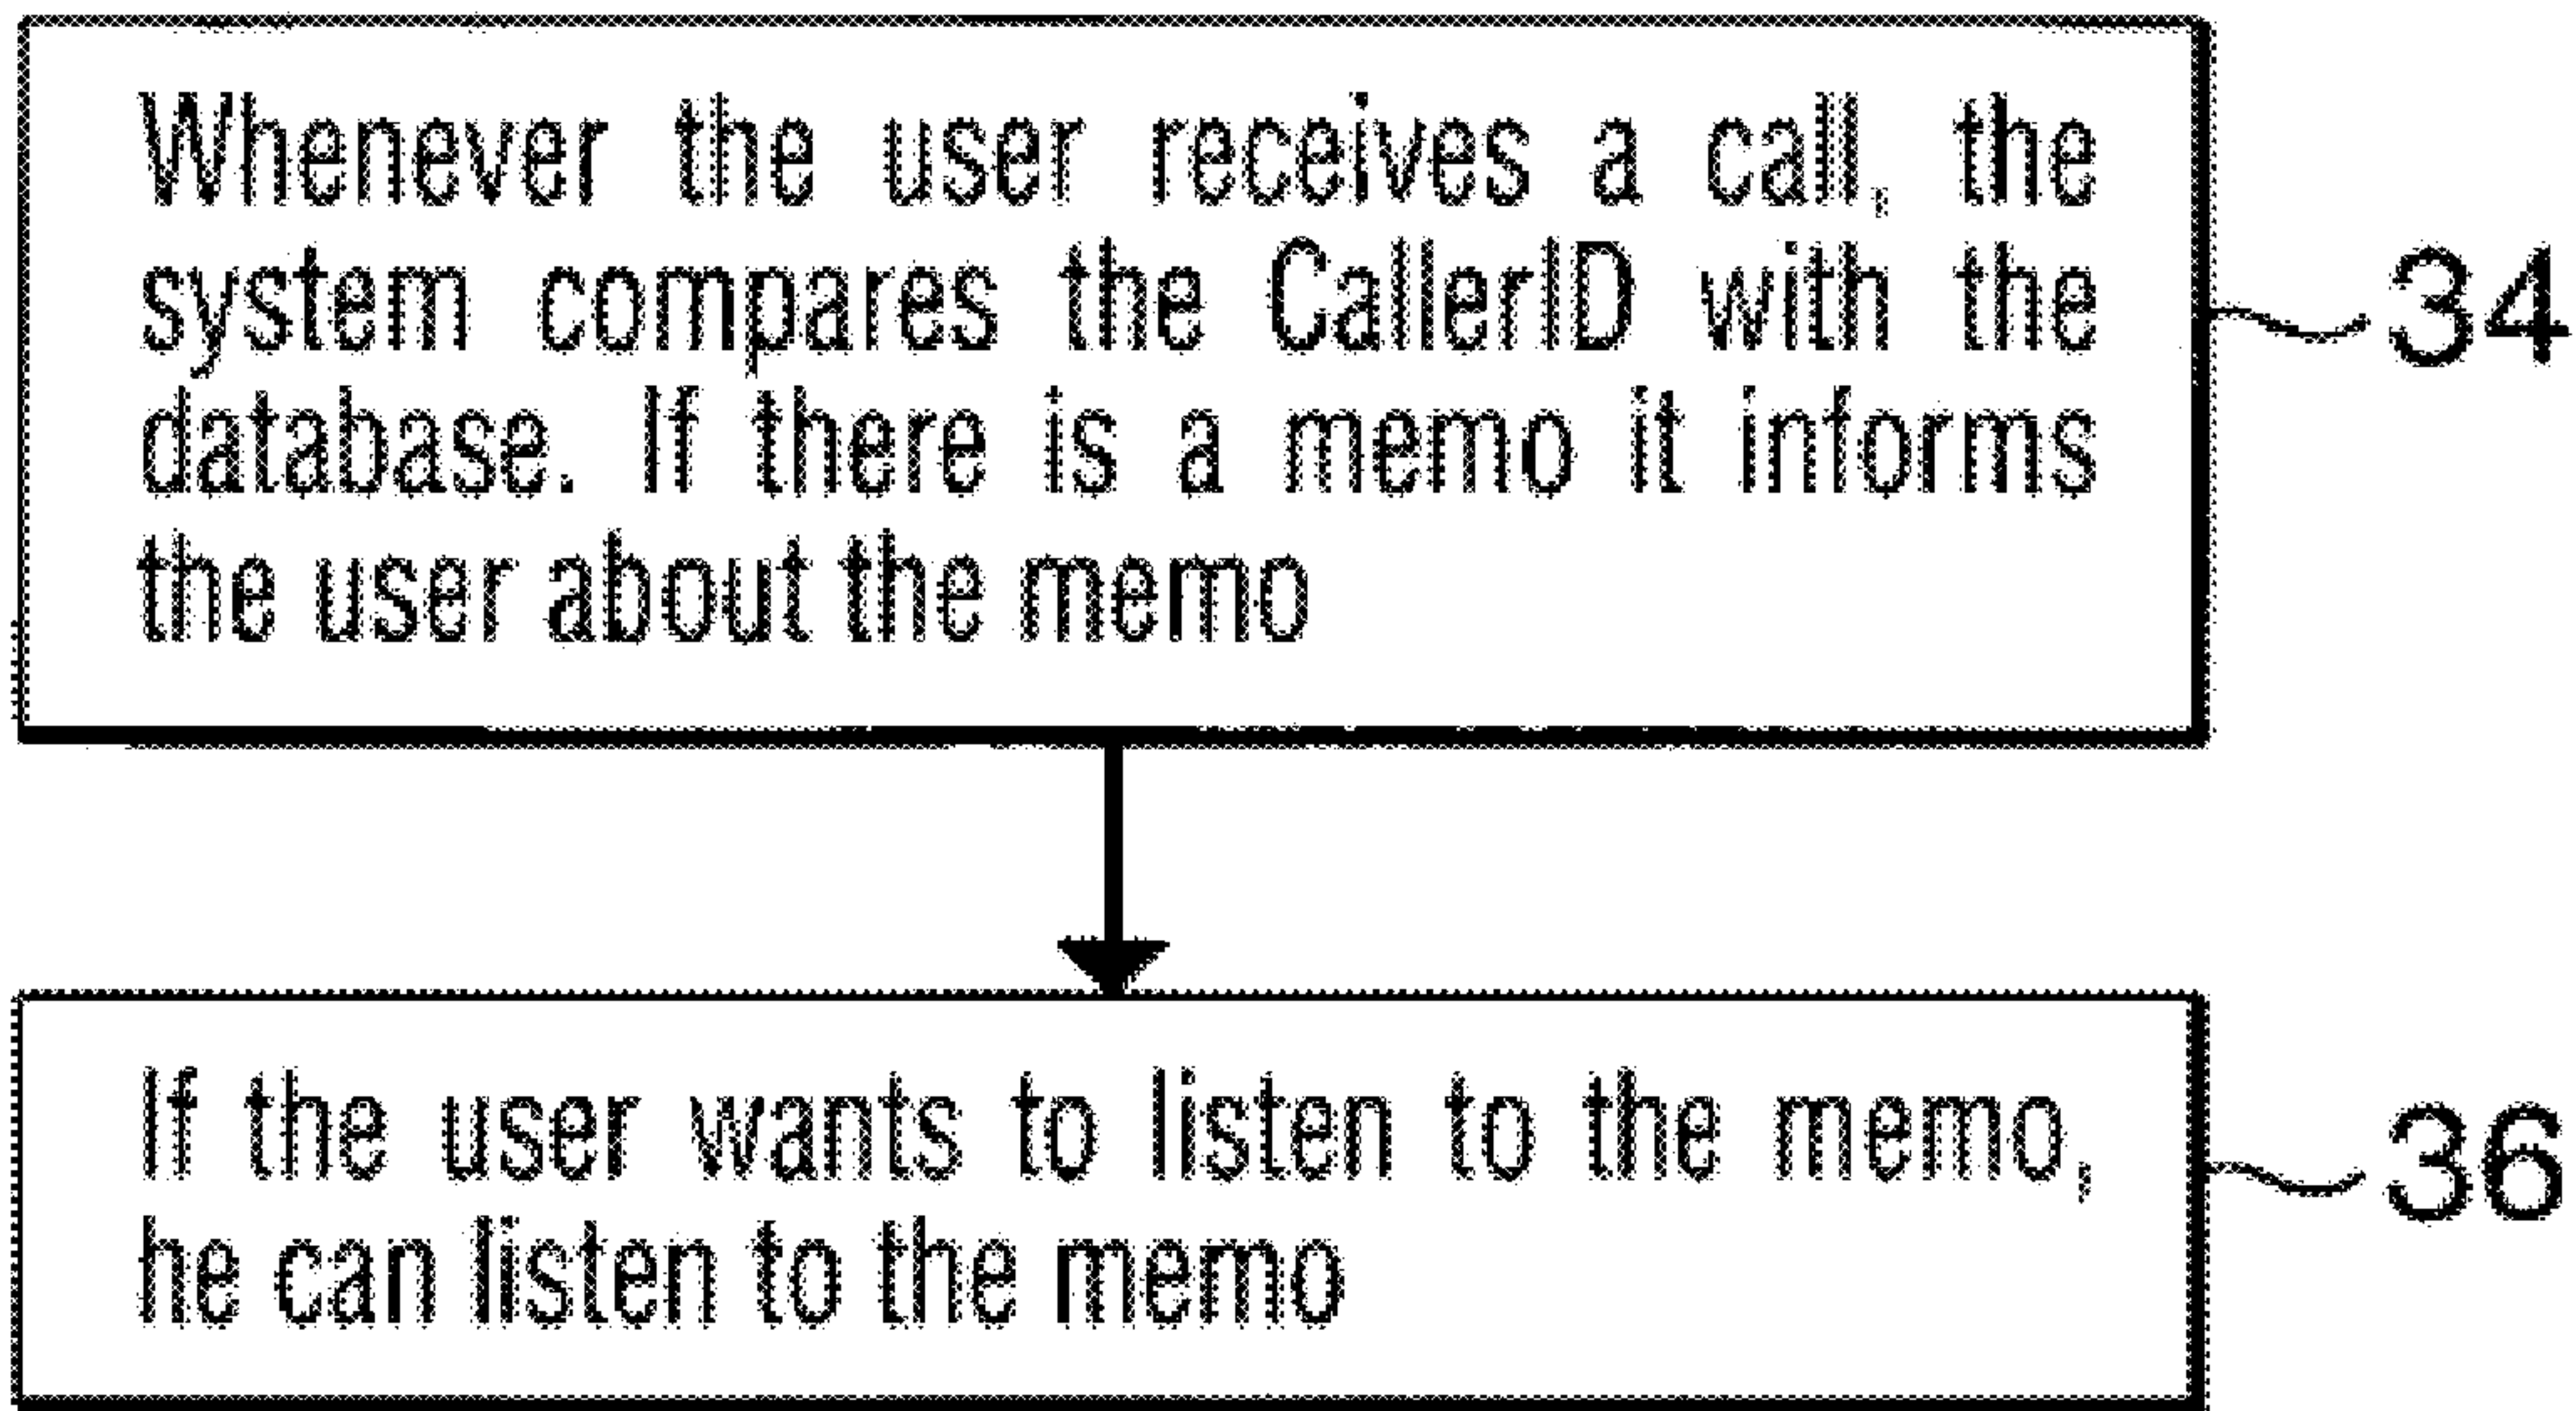 Whenever the user receives a call, the
system compares the CallerID with the
database. If there is a memo it informs
the user about the memo
34
If the user wants to listen to the memo,
he can listen to the memo
36